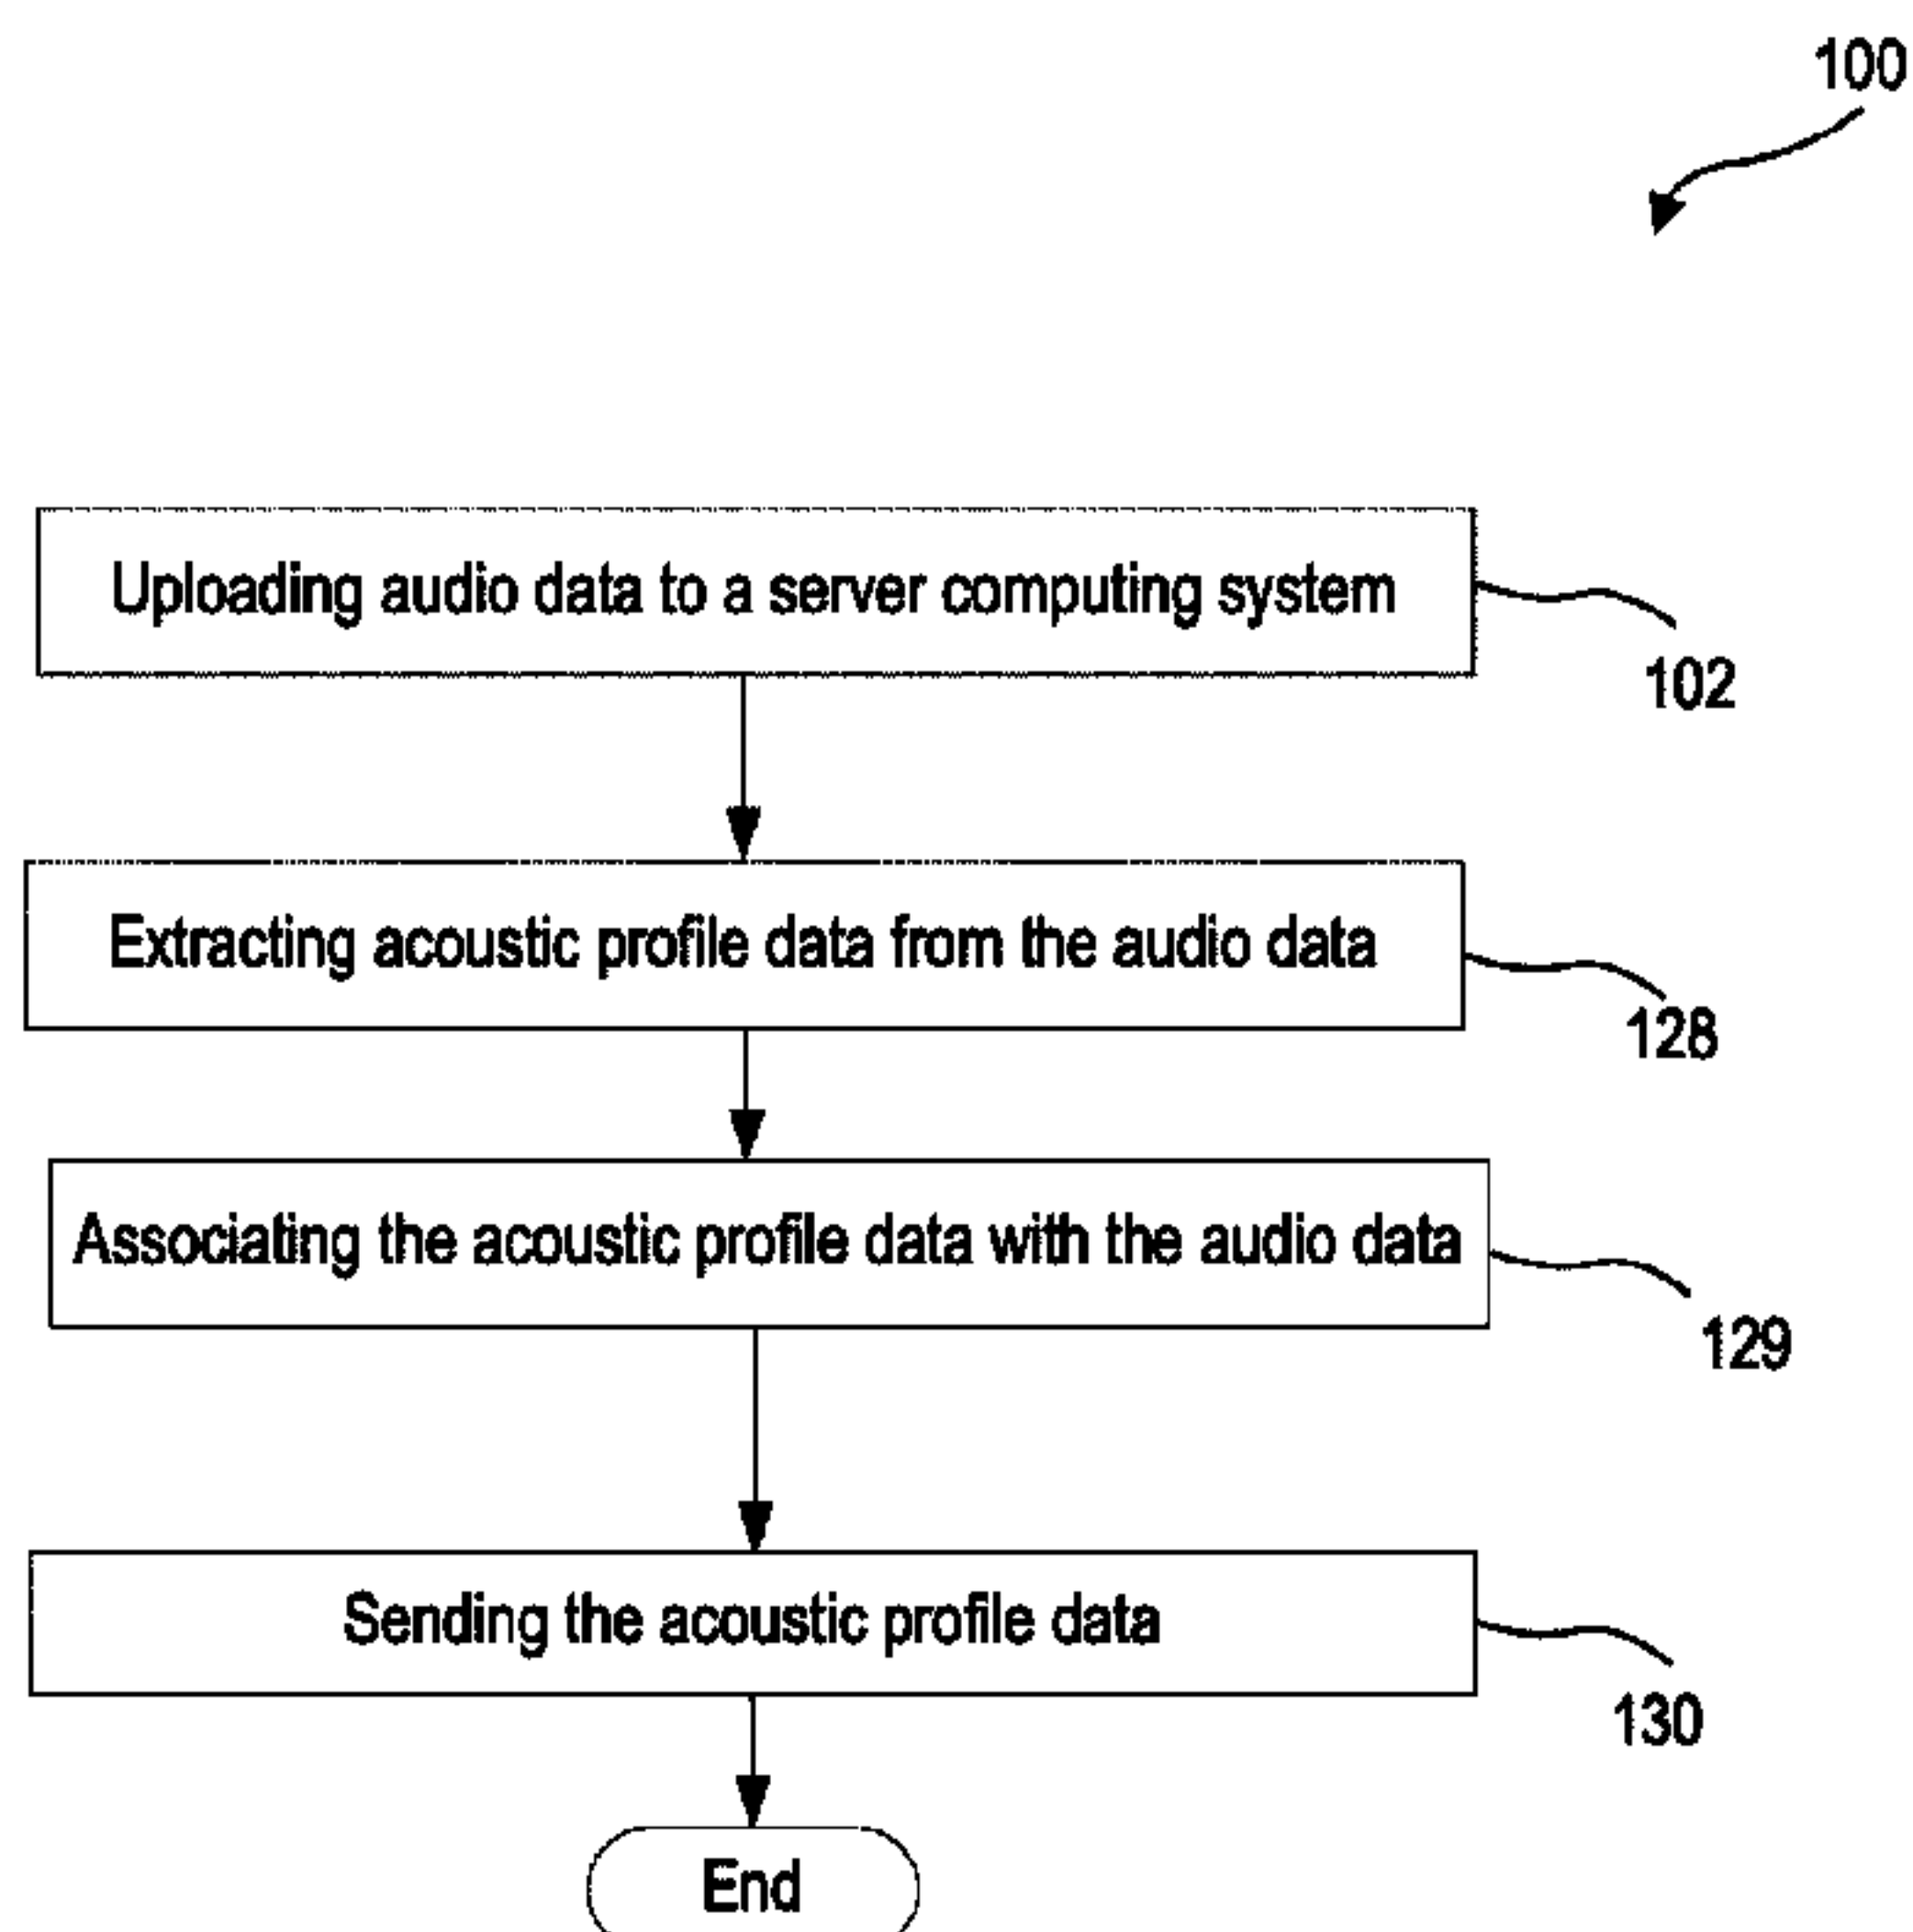 100
Uploading audio data to a server computing system
102
Extracting acoustic profile data from the audio data
128
Associating the acoustic profile data with the audio data
129
Sending the acoustic profile data
130
End